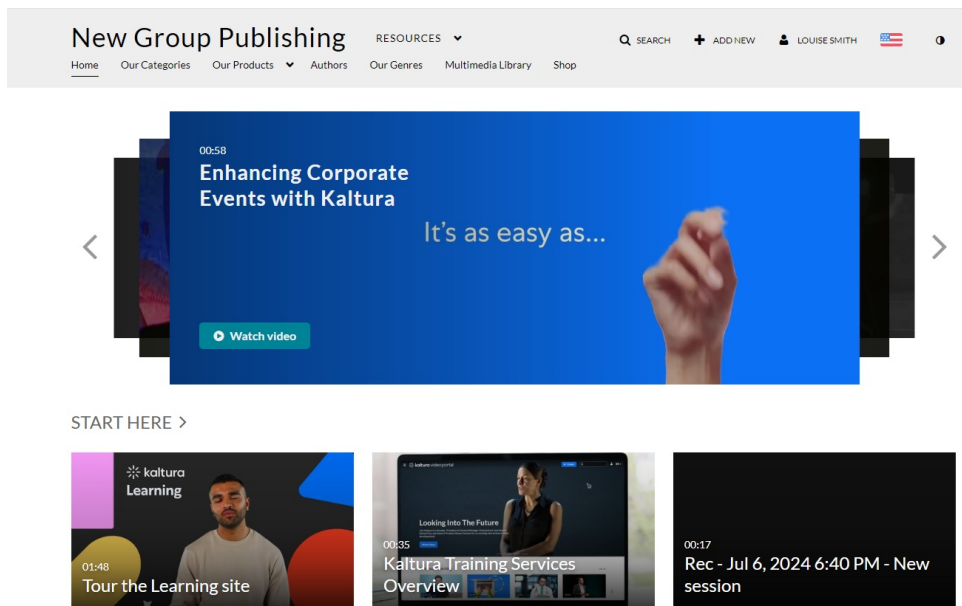 New Group Publishing
RESOURCES
SEARCH
ADD NEW
LOUISE SMITH
Home Our Categories Our Products Authors Our Genres Multimedia Library Shop
00:58
Enhancing Corporate
Events with Kaltura
It's as easy as...
Watch video
START HERE >
kaltura
Learning
01:48
Tour the Learning site
Looking Into The Future
00:35
Kaltura Training Services
Overview
00:17
Rec - Jul 6, 2024 6:40 PM - New
session